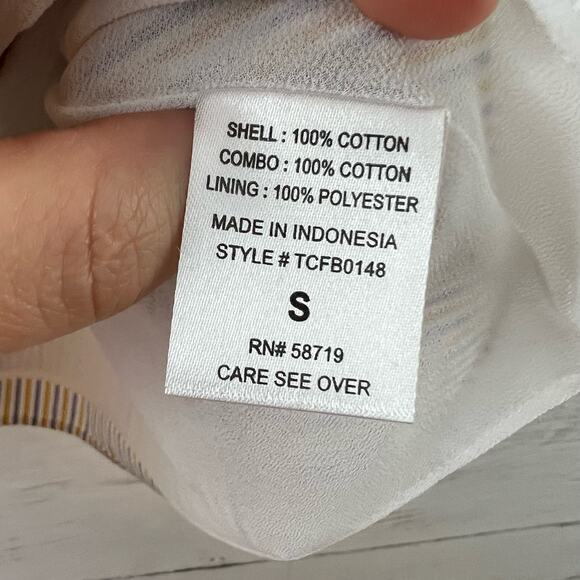 SHELL : 100% COTTON
COMBO : 100% COTTON
LINING : 100% POLYESTER
MADE IN INDONESIA
STYLE # TCFB0148
S
RN# 58719
CARE SEE OVER